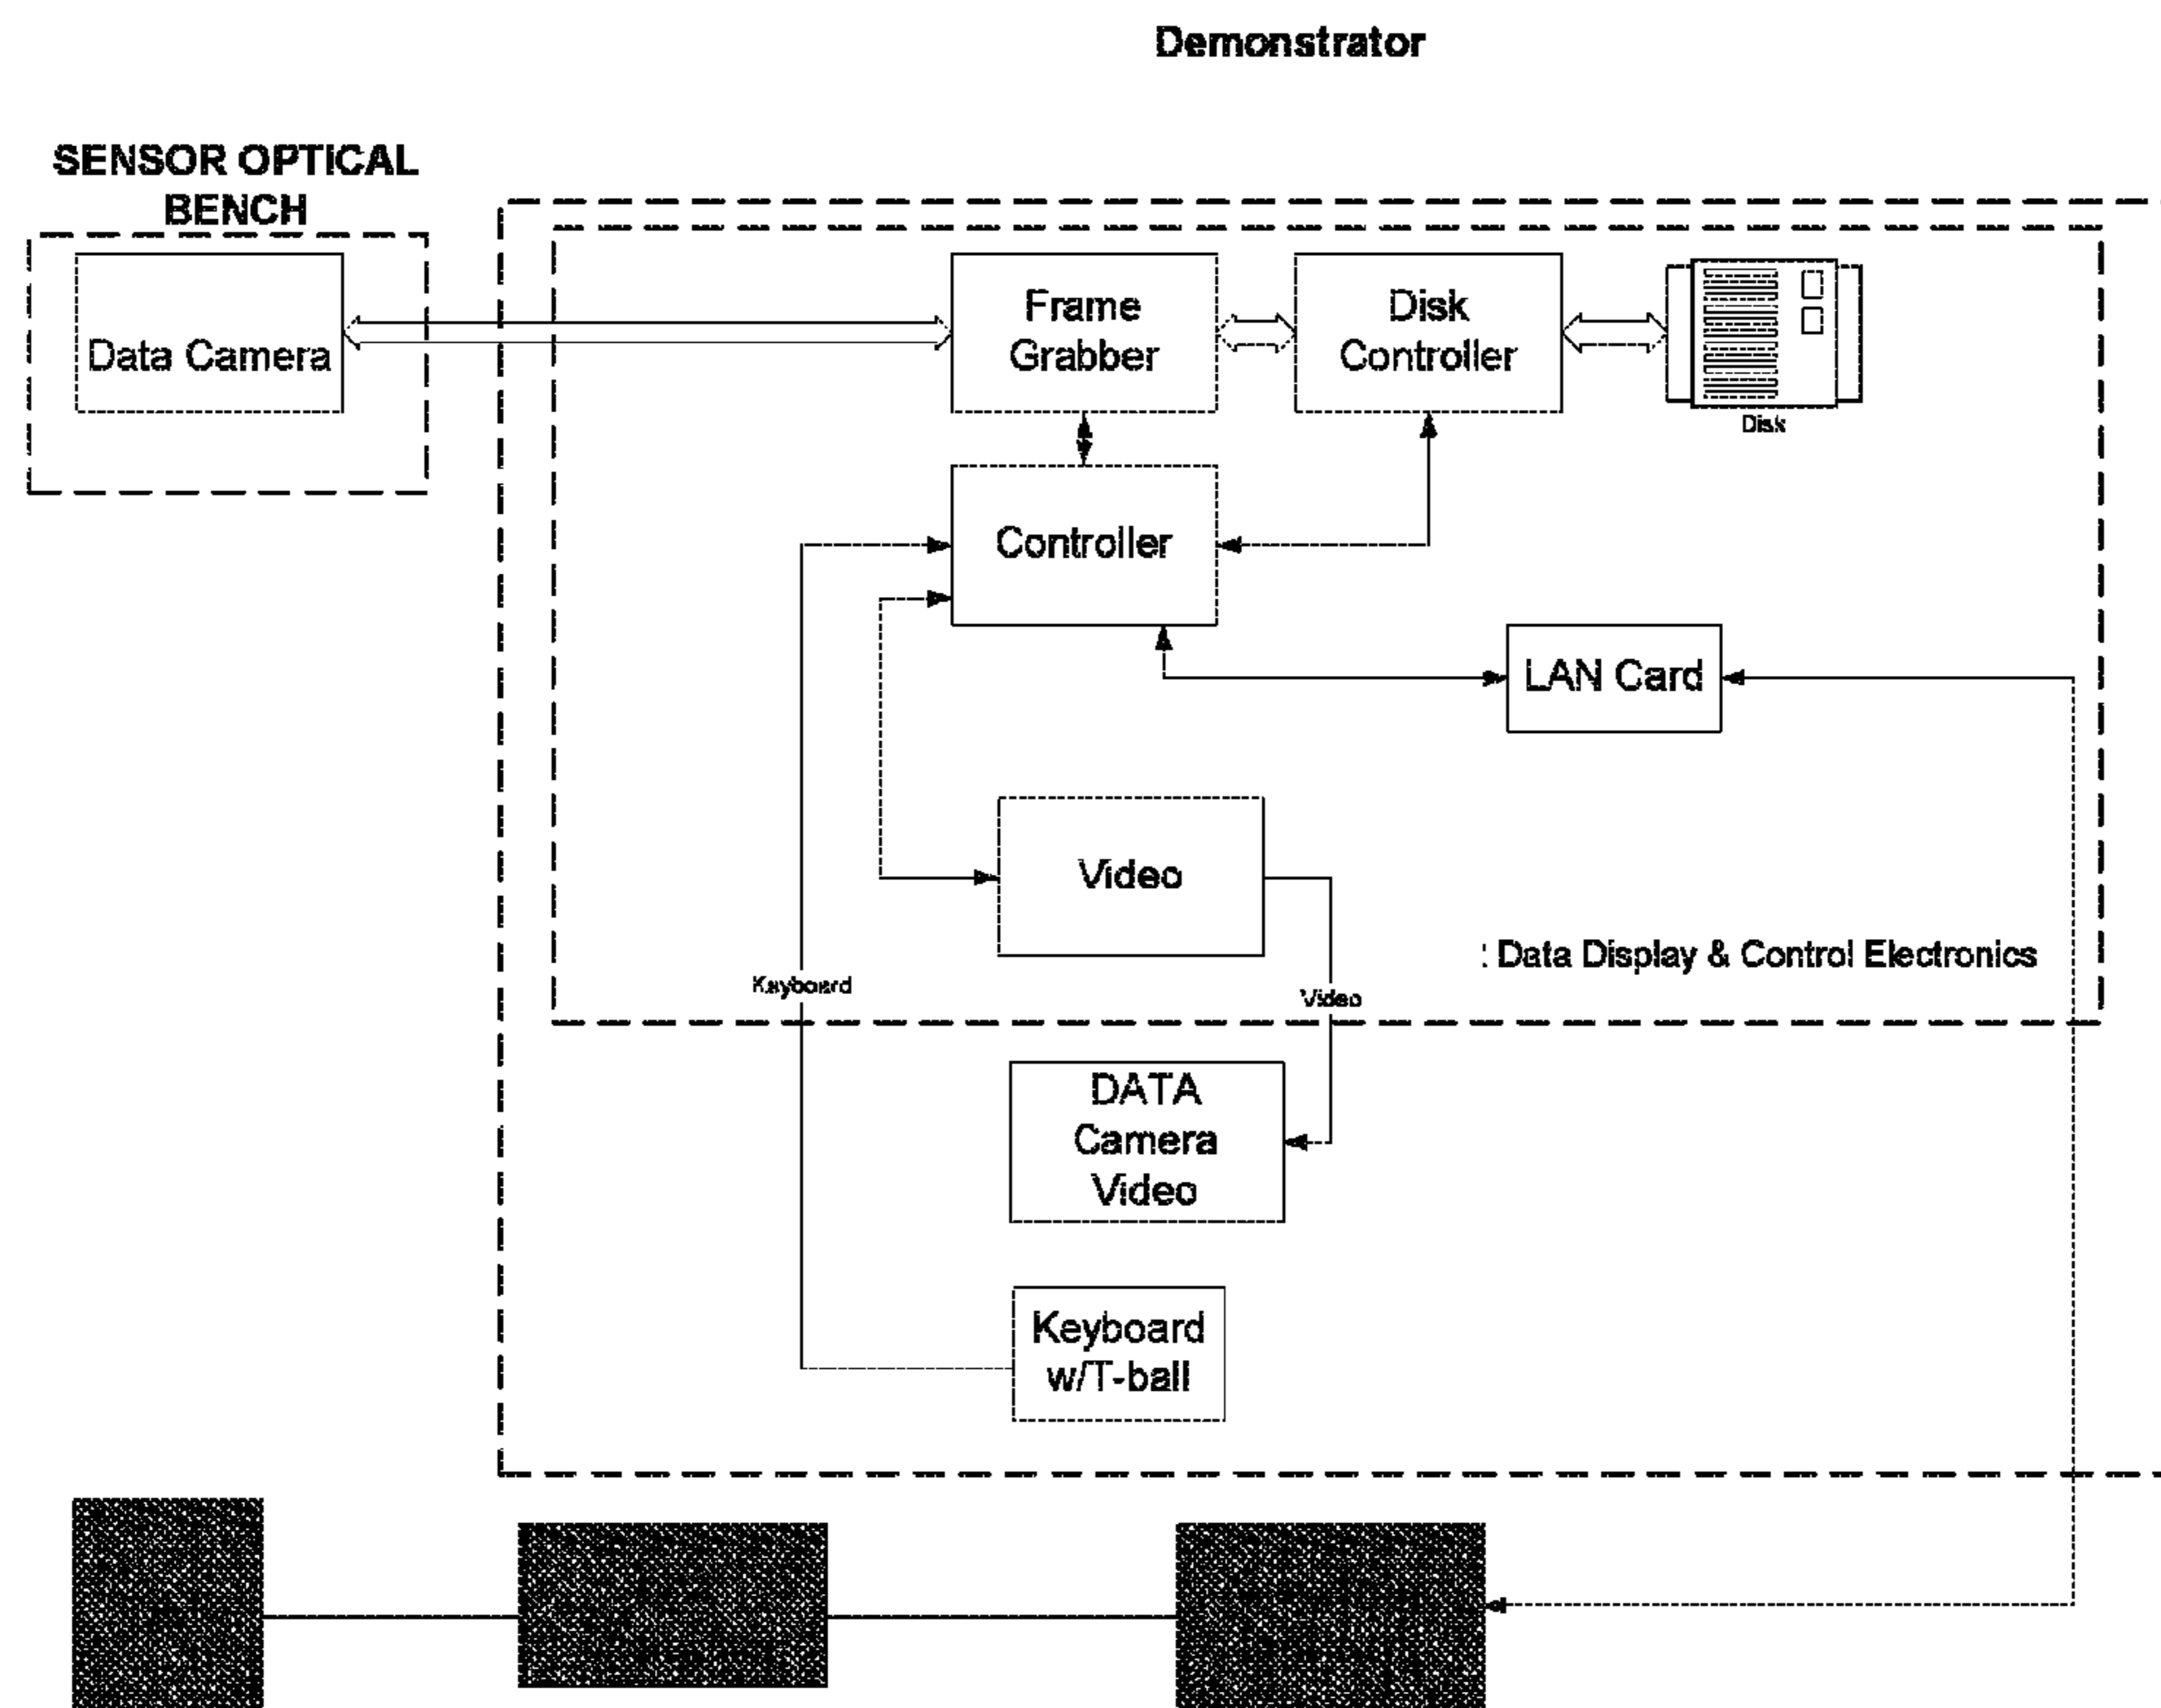 Demonstrator
SENSOR OPTICAL
BENCH
Data Camera
Frame
Grabber
Disk
Controller
Disk
Controller
LAN Card
Video
: Data Display & Control Electronics
Keyboard
Video
DATA
Camera
Video
Keyboard
w/T-ball